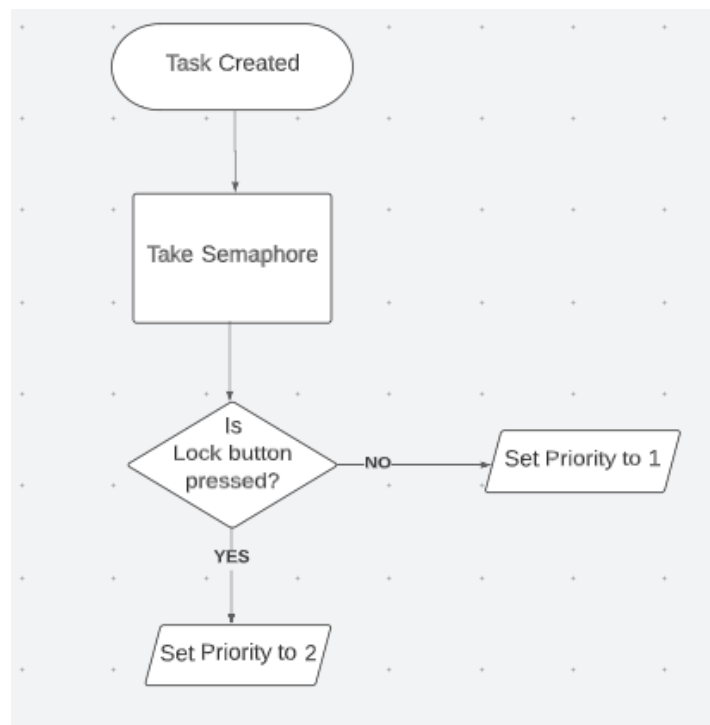 Task Created
Take Semaphore
Is
Lock button
pressed?
NO
Set Priority to 1
YES
Set Priority to 2